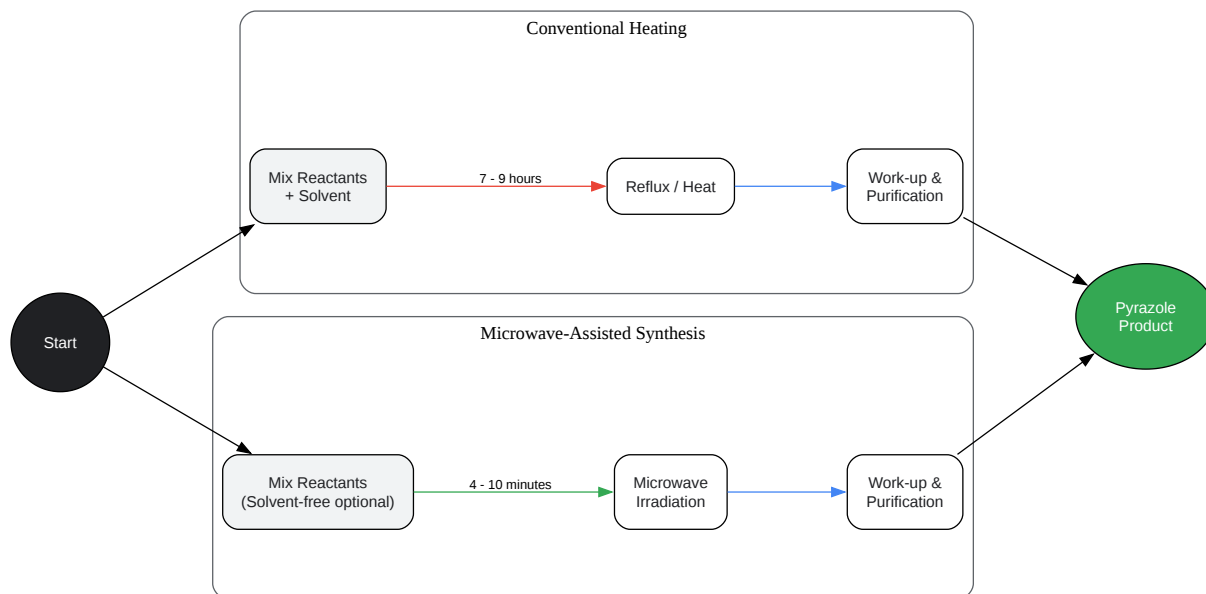 Conventional Heating
Mix Reactants
+ Solvent
7 - 9 hours
Reflux / Heat
Work-up &
Purification
Start
Pyrazole
Product
Microwave-Assisted Synthesis
Mix Reactants
(Solvent-free optional)
4 - 10 minutes
Microwave
Irradiation
Work-up &
Purification